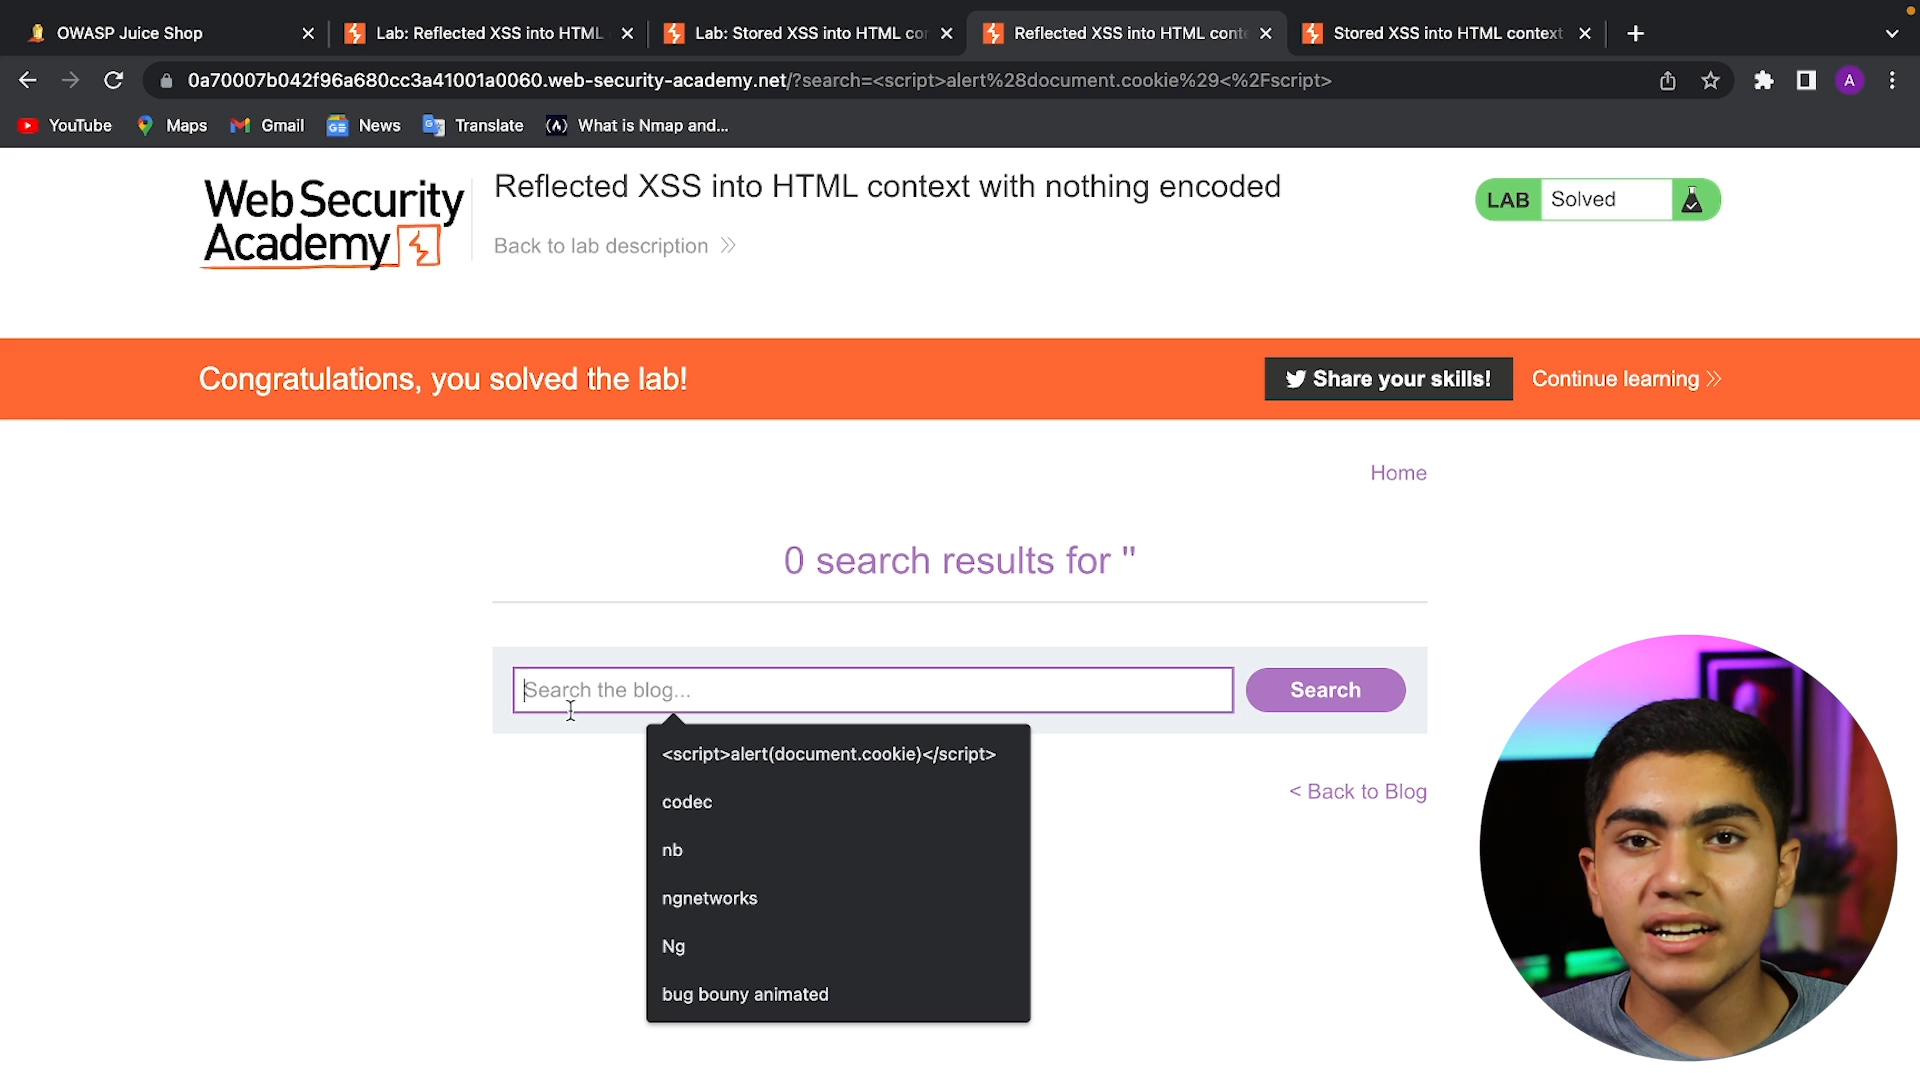 OWASP Juice Shop
Lab: Reflected XSS into HTML
Lab: Stored XSS into HTML co
Reflected XSS into HTML conte
Stored XSS into HTML context
0a70007b042f96a680cc3a41001a0060.web-security-academy.net/?search=<script>alert%28document.cookie%29<%2Fscript>
A
YouTube
Maps
Gmail
News
Translate
What is Nmap and...
Web Security
Academy
Reflected XSS into HTML context with nothing encoded
Back to lab description
LAB Solved
Congratulations, you solved the lab!
Share your skills!
Continue learning
Home
0 search results for ''
Search the blog...
Search
<script>alert(document.cookie)</script>
codec
nb
ngnetworks
Ng
bug bouny animated
< Back to Blog